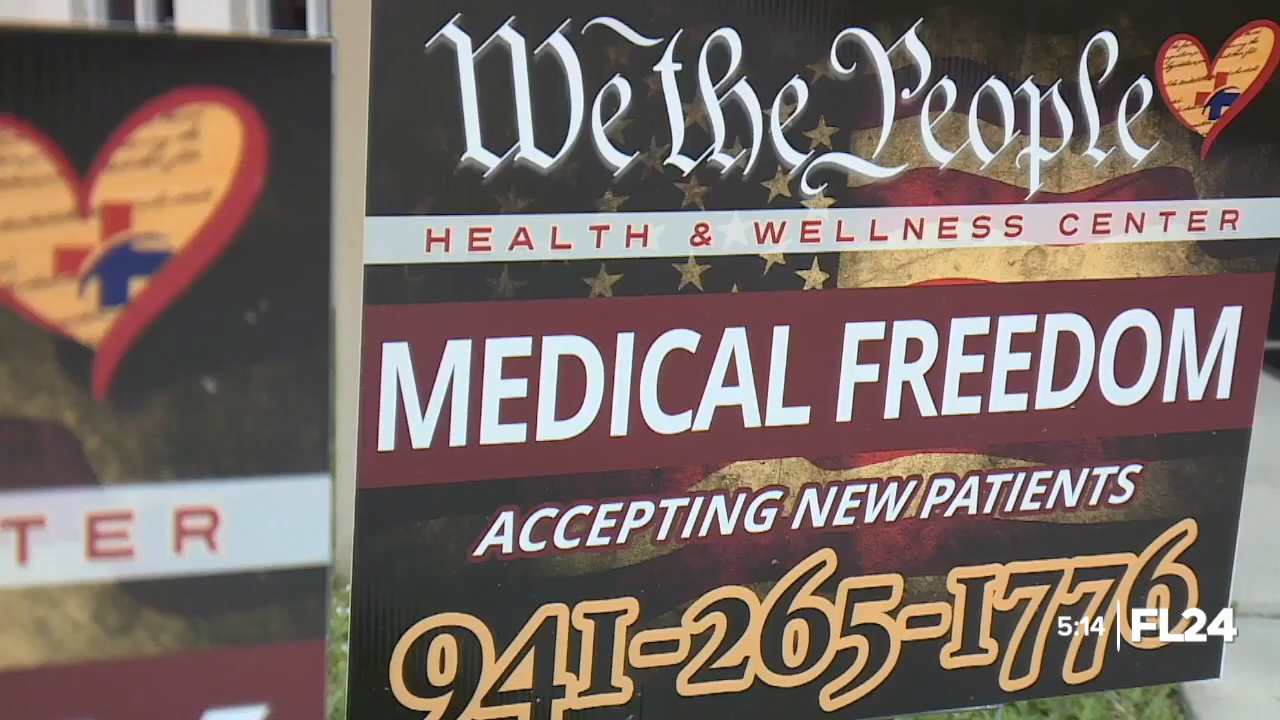 We the People
HEALTH & WELLNESS CENTER
MEDICAL FREEDOM
ACCEPTING NEW PATIENTS
941-265-1776
TER
5:14 FL24